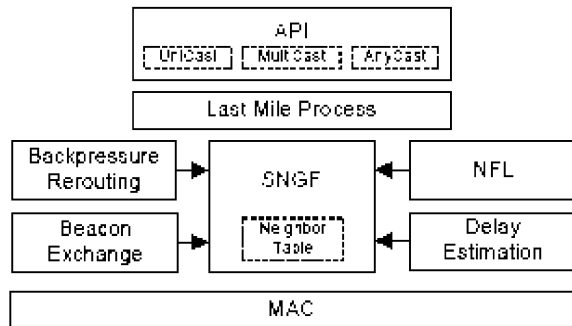 API
UniCast MultiCast AnyCast
Last Mile Process
Backpressure
Rerouting
SNGF
NFL
Beacon
Exchange
Neighbor
Table
Delay
Estimation
MAC